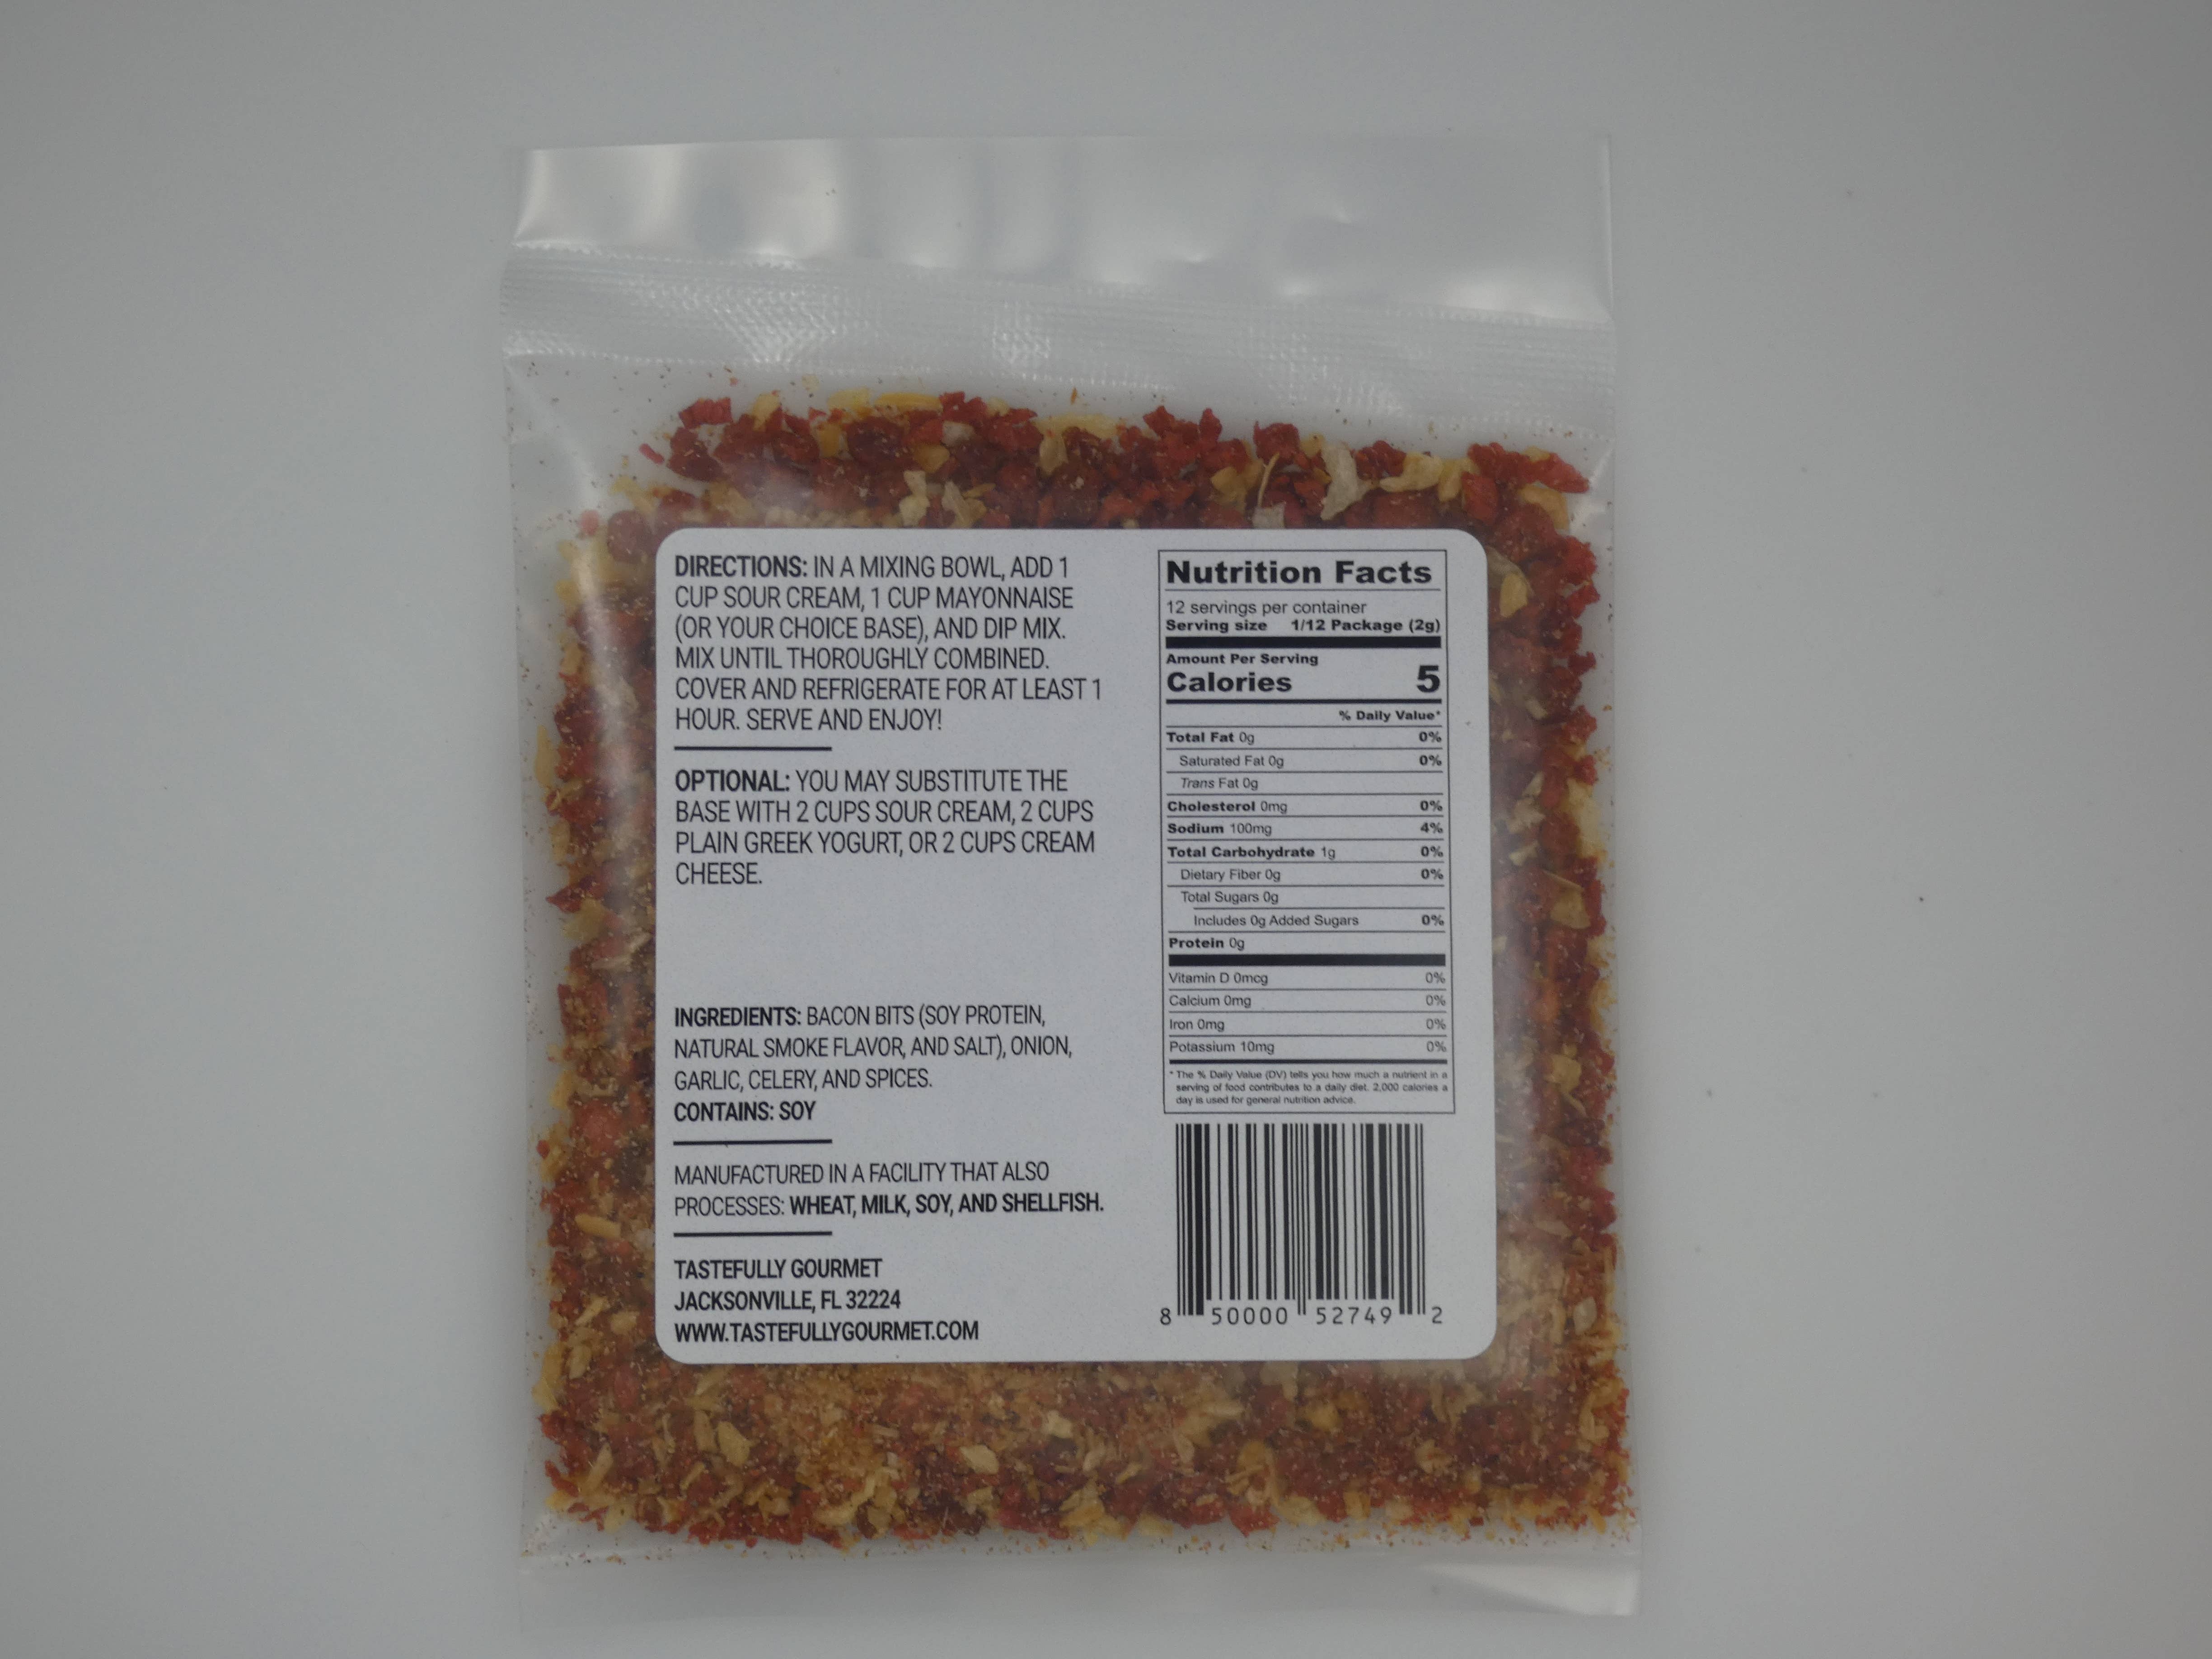 DIRECTIONS: IN A MIXING BOWL, ADD 1
CUP SOUR CREAM, 1 CUP MAYONNAISE
(OR YOUR CHOICE BASE), AND DIP MIX.
MIX UNTIL THOROUGHLY COMBINED.
COVER AND REFRIGERATE FOR AT LEAST 1
HOUR. SERVE AND ENJOY!
OPTIONAL: YOU MAY SUBSTITUTE THE
BASE WITH 2 CUPS SOUR CREAM, 2 CUPS
PLAIN GREEK YOGURT, OR 2 CUPS CREAM
CHEESE.
INGREDIENTS: BACON BITS (SOY PROTEIN,
NATURAL SMOKE FLAVOR, AND SALT), ONION,
GARLIC, CELERY, AND SPICES.
CONTAINS: SOY
MANUFACTURED IN A FACILITY THAT ALSO
PROCESSES: WHEAT, MILK, SOY, AND SHELLFISH.
TASTEFULLY GOURMET
JACKSONVILLE, FL 32224
WWW.TASTEFULLYGOURMET.COM
Nutrition Facts
12 servings per container
Serving size 1/12 Package (2g)
Amount Per Serving
Calories 5
% Daily Value*
Total Fat 0g 0%
Saturated Fat 0g 0%
Trans Fat 0g
Cholesterol 0mg 0%
Sodium 100mg 4%
Total Carbohydrate 1g 0%
Dietary Fiber 0g 0%
Total Sugars 0g
Includes 0g Added Sugars 0%
Protein 0g
Vitamin D 0mcg 0%
Calcium 0mg 0%
Iron 0mg 0%
Potassium 10mg 0%
* The % Daily Value (DV) tells you how much a nutrient in a
serving of food contributes to a daily diet. 2,000 calories a
day is used for general nutrition advice.
8 50000 52749 2